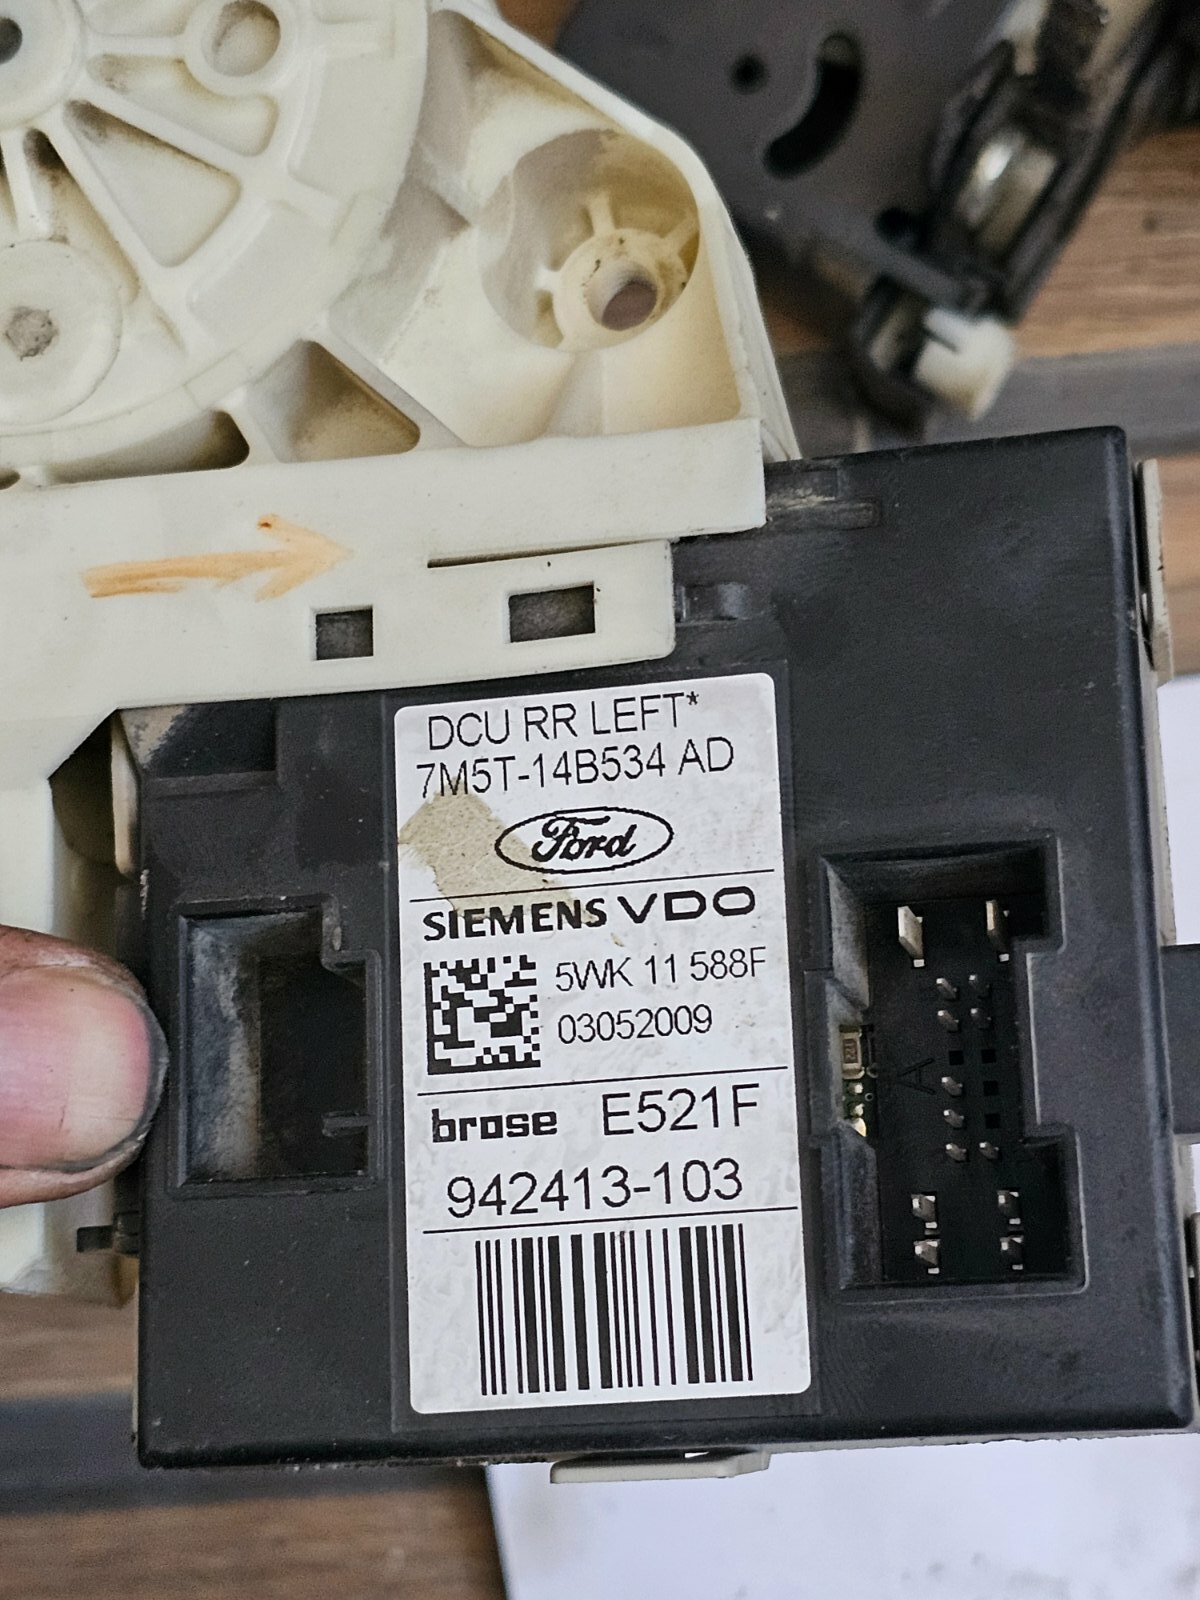 DCU RR LEFT*
7M5T-14B534 AD
Ford
SIEMENS VDO
5WK 11 588F
03052009
brose E521F
942413-103
A